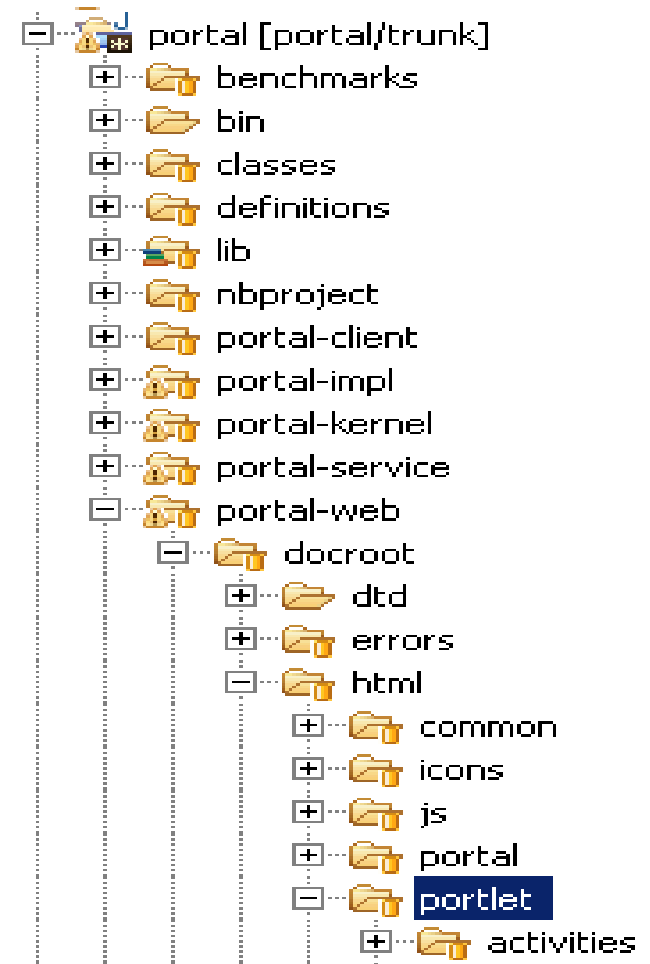 portal [portal/trunk]
benchmarks
bin
classes
definitions
lib
nbproject
portal-client
portal-impl
portal-kernel
portal-service
portal-web
docroot
dtd
errors
html
common
icons
js
portal
portlet
activities